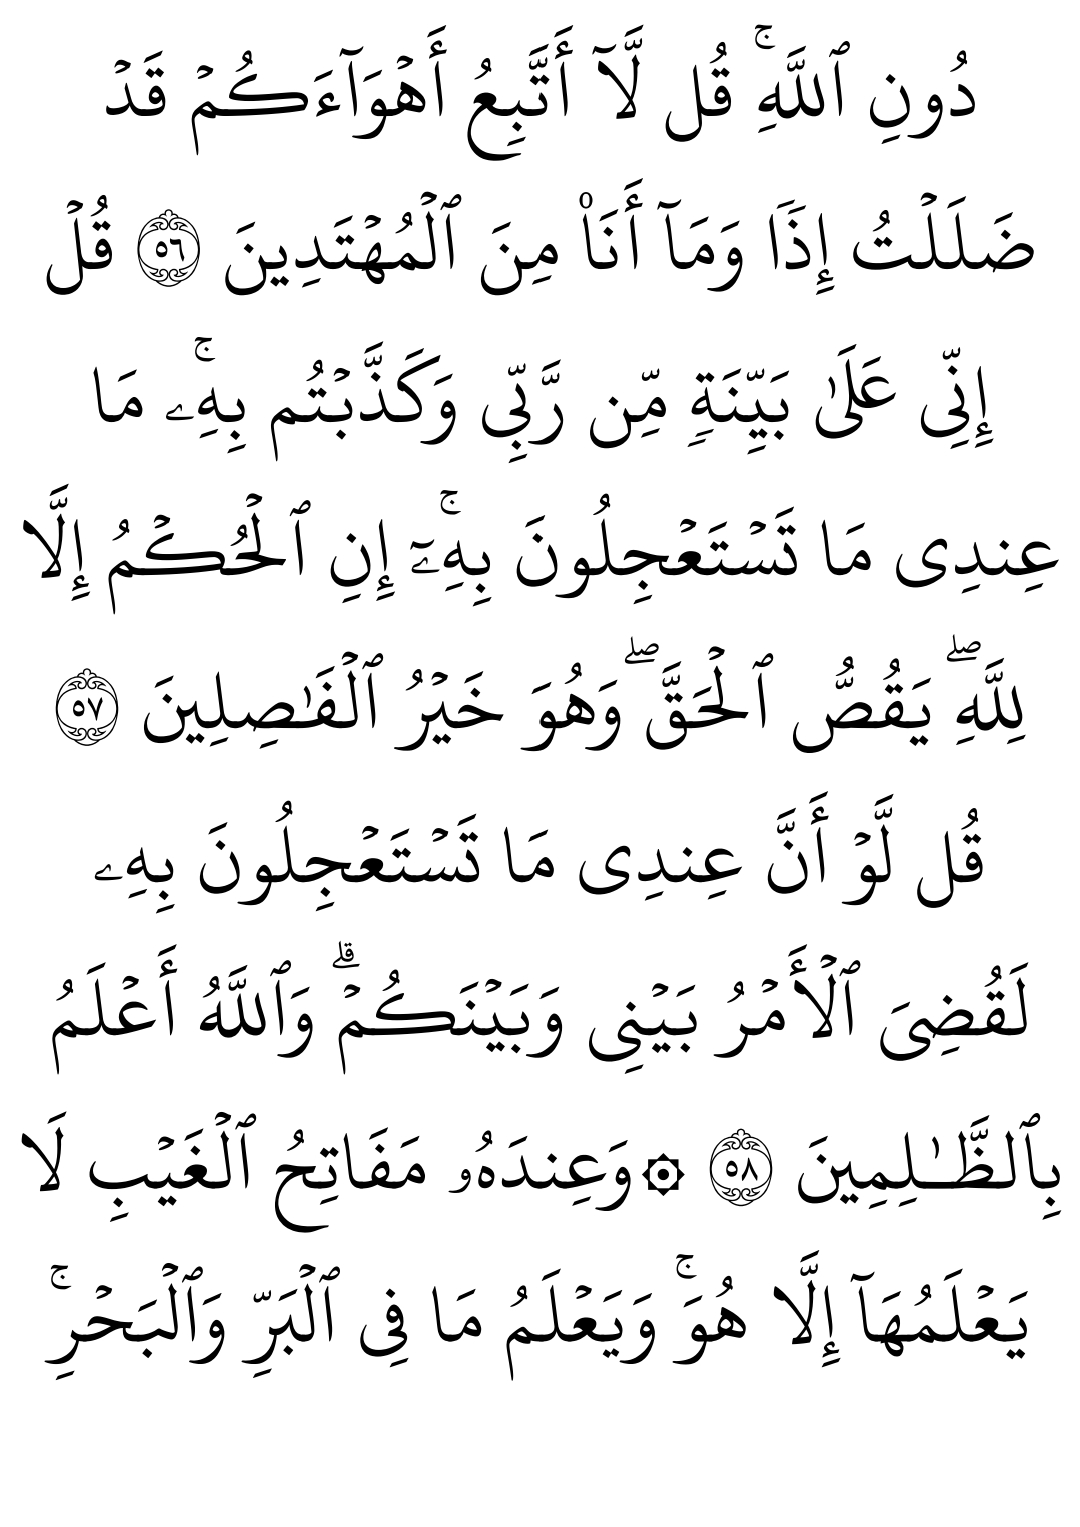 دُونِ ٱللَّهِۚ قُل لَّآ أَتَّبِعُ أَهۡوَآءَكُمۡ قَدۡ
ضَلَلۡتُ إِذٗا وَمَآ أَنَا۠ مِنَ ٱلۡمُهۡتَدِينَ ٥٦ قُلۡ
إِنِّى عَلَىٰ بَيِّنَةٖ مِّن رَّبِّى وَكَذَّبۡتُم بِهِۦۚ مَا
عِندِى مَا تَسۡتَعۡجِلُونَ بِهِۦٓۚ إِنِ ٱلۡحُكۡمُ إِلَّا
لِلَّهِۖ يَقُصُّ ٱلۡحَقَّۖ وَهُوَ خَيۡرُ ٱلۡفَٰصِلِينَ ٥٧
قُل لَّوۡ أَنَّ عِندِى مَا تَسۡتَعۡجِلُونَ بِهِۦ
لَقُضِىَ ٱلۡأَمۡرُ بَيۡنِى وَبَيۡنَكُمۡۗ وَٱللَّهُ أَعۡلَمُ
بِٱلظَّـٰلِمِينَ ٥٨ ۞ وَعِندَهُۥ مَفَاتِحُ ٱلۡغَيۡبِ لَا
يَعۡلَمُهَآ إِلَّا هُوَۚ وَيَعۡلَمُ مَا فِى ٱلۡبَرِّ وَٱلۡبَحۡرِۚ